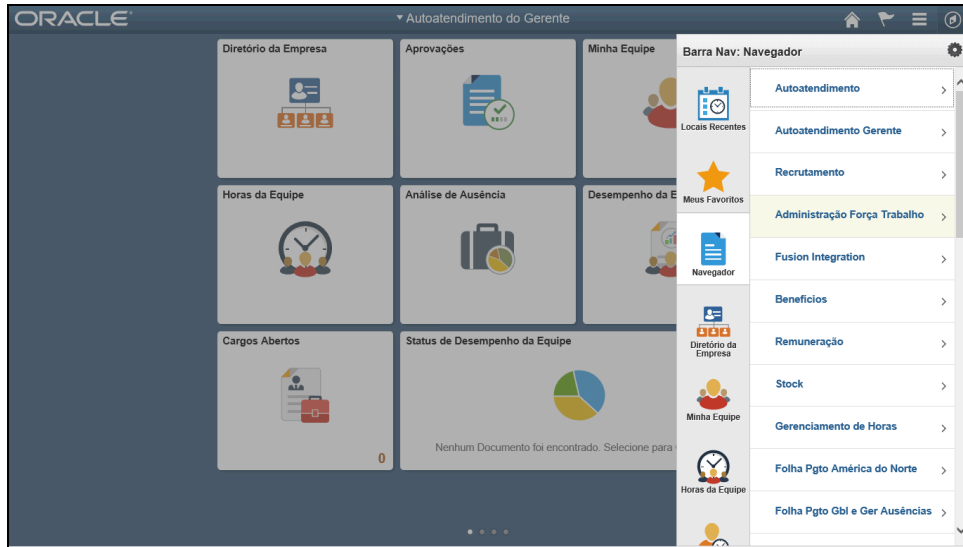 ORACLE
Autoatendimento do Gerente
Diretório da Empresa
Aprovações
Minha Equipe
Horas da Equipe
Análise de Ausência
Desempenho da E
Cargos Abertos
0
Status de Desempenho da Equipe
Nenhum Documento foi encontrado. Selecione para
Barra Nav: Navegador
Locais Recentes
Meus Favoritos
Navegador
Diretório da
Empresa
Minha Equipe
Horas da Equipe
Autoatendimento
Autoatendimento Gerente
Recrutamento
Administração Força Trabalho
Fusion Integration
Benefícios
Remuneração
Stock
Gerenciamento de Horas
Folha Pgto América do Norte
Folha Pgto Gbl e Ger Ausências